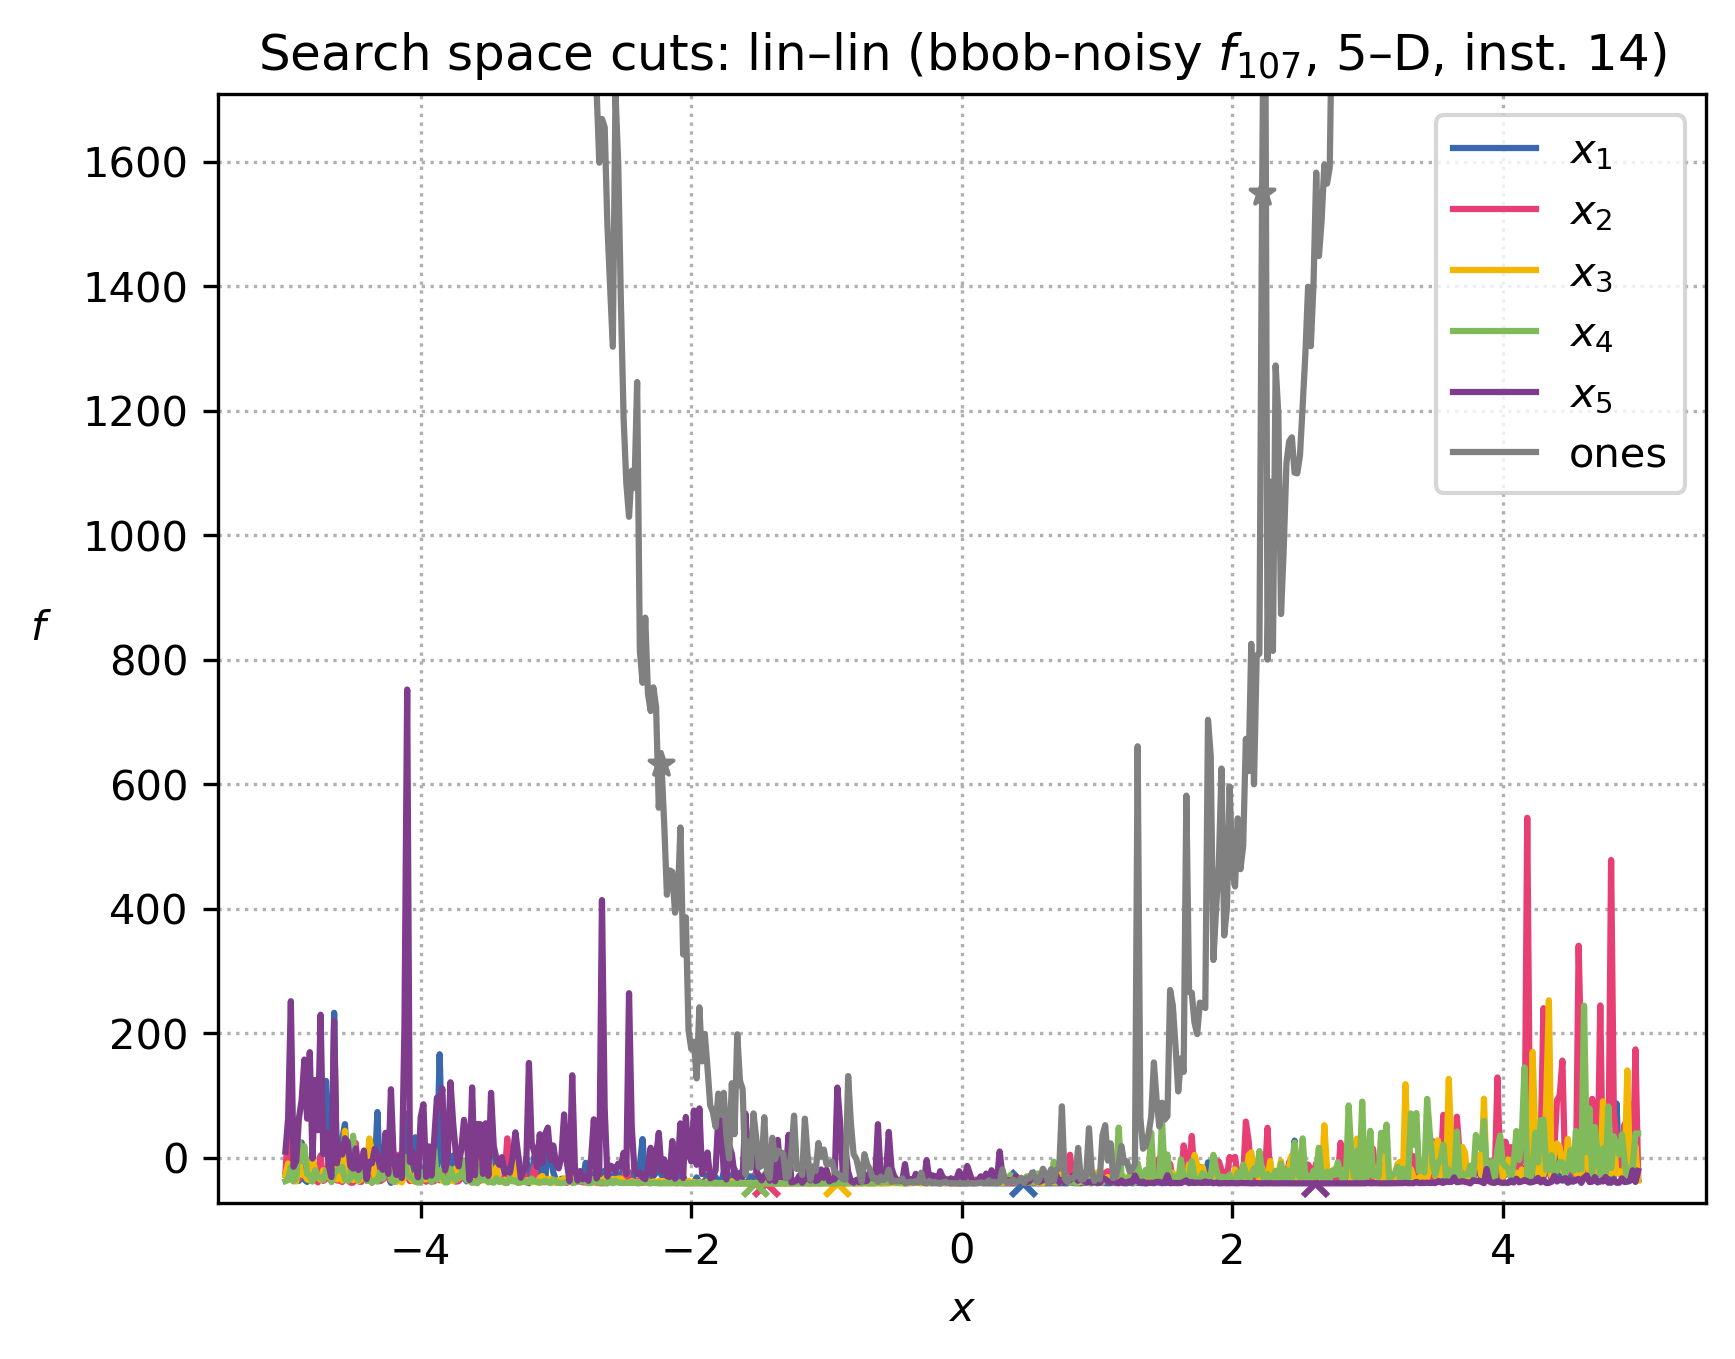 Search space cuts: lin–lin (bbob-noisy f₁₀₇, 5–D, inst. 14)
1600
1400
1200
1000
800
600
400
200
0
f
−4 −2 0 2 4
x
x₁
x₂
x₃
x₄
x₅
ones